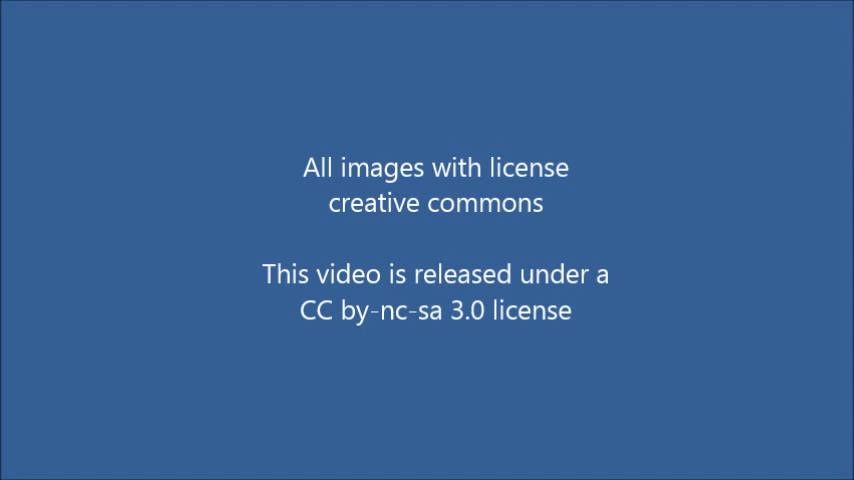 All images with license
creative commons
This video is released under a
CC by-nc-sa 3.0 license